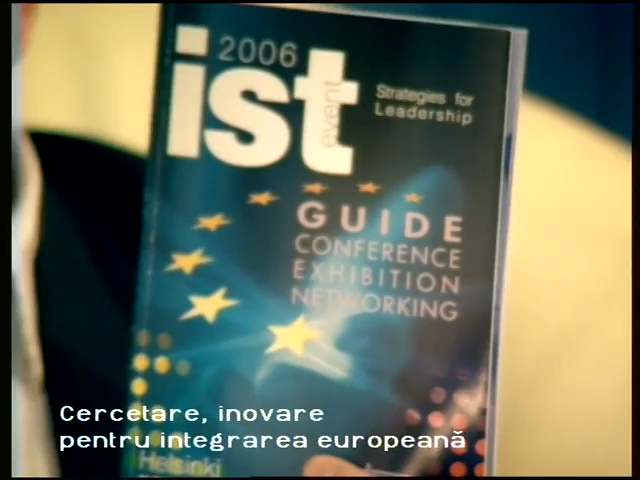 2006
ist
event
Strategies for
Leadership
GUIDE
CONFERENCE
EXHIBITION
NETWORKING
Cercetare, inovare
pentru integrarea europeană
Helsinki